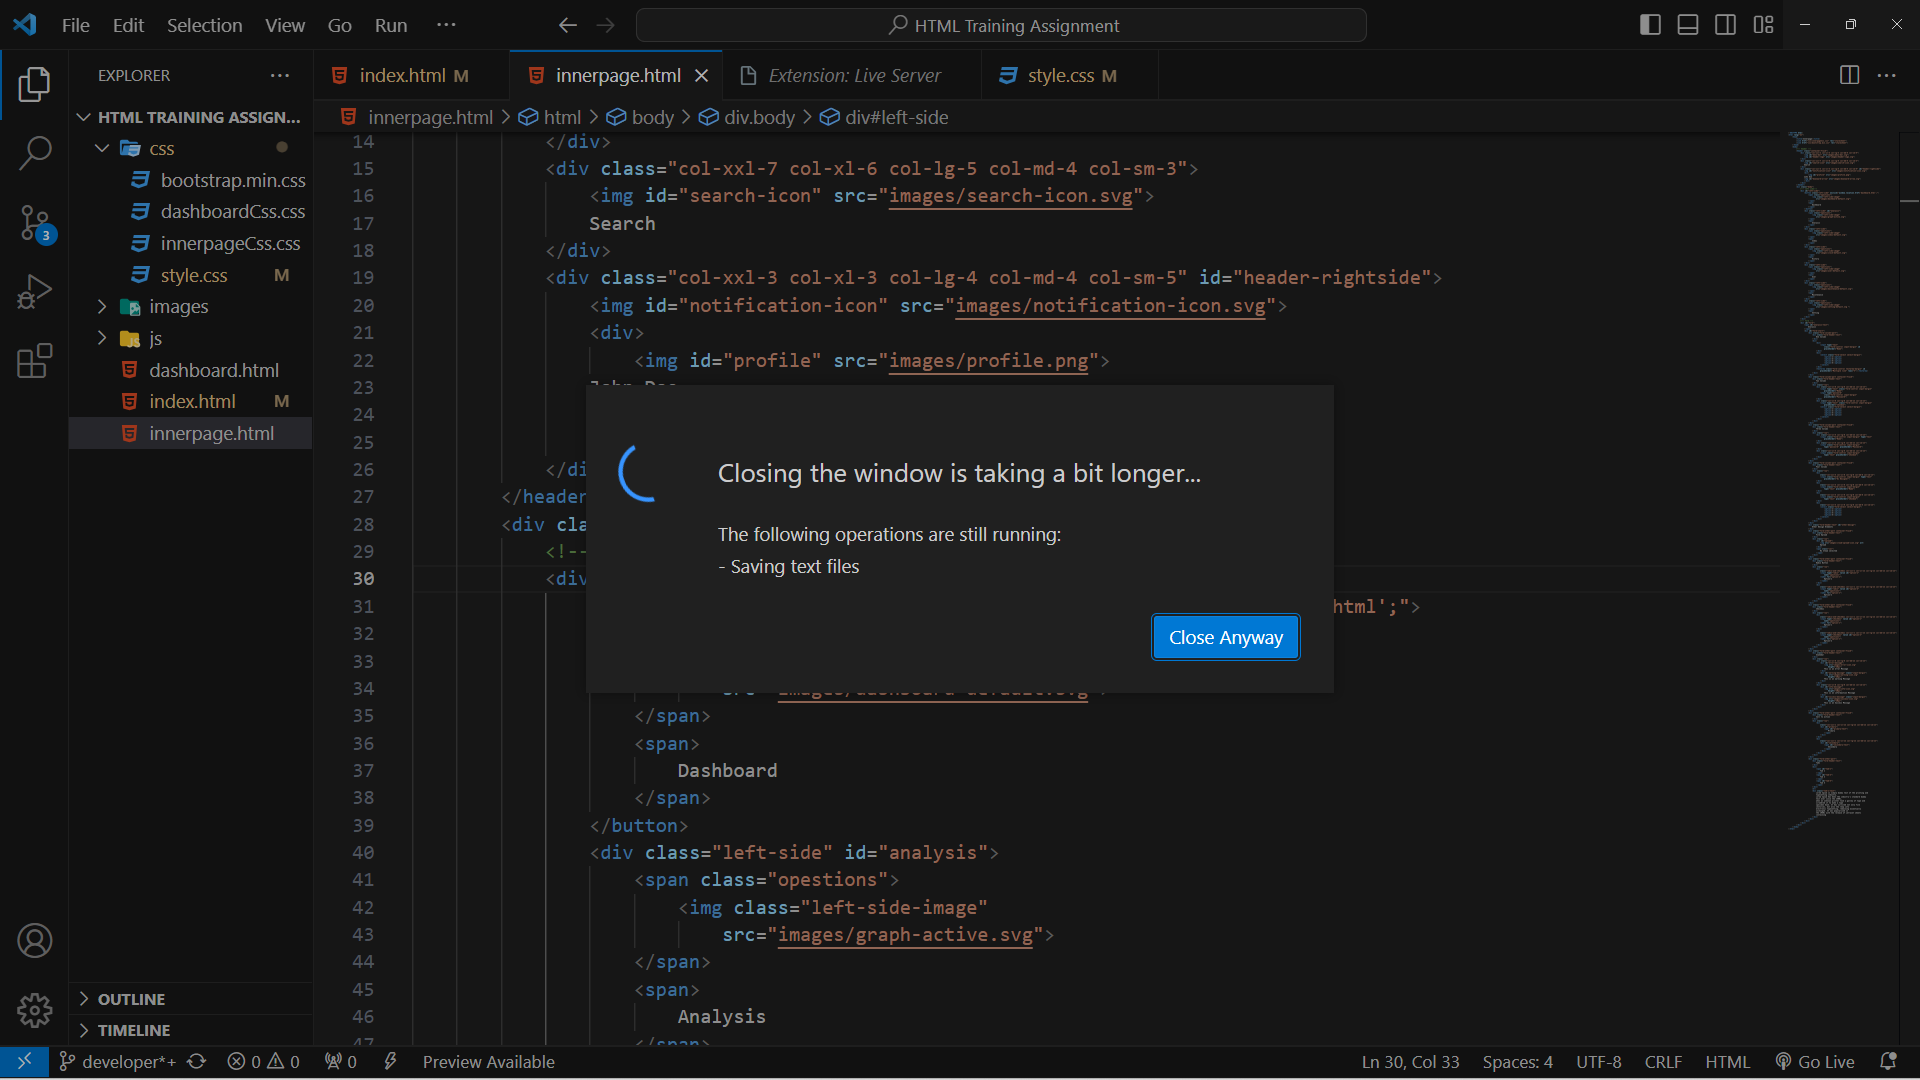 File Edit Selection View Go Run ···
HTML Training Assignment
EXPLORER
index.html M
innerpage.html
Extension: Live Server
style.css M
HTML TRAINING ASSIGN...
innerpage.html > html > body > div.body > div#left-side
css
bootstrap.min.css
dashboardCss.css
innerpageCss.css
style.css M
images
js
dashboard.html
index.html M
innerpage.html
3
14 </div>
15 <div class="col-xxl-7 col-xl-6 col-lg-5 col-md-4 col-sm-3">
16 <img id="search-icon" src="images/search-icon.svg">
17 Search
18 </div>
19 <div class="col-xxl-3 col-xl-3 col-lg-4 col-md-4 col-sm-5" id="header-rightside">
20 <img id="notification-icon" src="images/notification-icon.svg">
21 <div>
22 <img id="profile" src="images/profile.png">
23
24
25
26 </di
27 </header
28 <div cla
29 <!--
30 <div
31 html';">
32
33
34
35 </span>
36 <span>
37 Dashboard
38 </span>
39 </button>
40 <div class="left-side" id="analysis">
41 <span class="opestions">
42 <img class="left-side-image"
43 src="images/graph-active.svg">
44 </span>
45 <span>
46 Analysis
47 </span>
Closing the window is taking a bit longer...
The following operations are still running:
- Saving text files
Close Anyway
OUTLINE
TIMELINE
developer*+ 0 0 0 Preview Available
Ln 30, Col 33 Spaces: 4 UTF-8 CRLF HTML Go Live